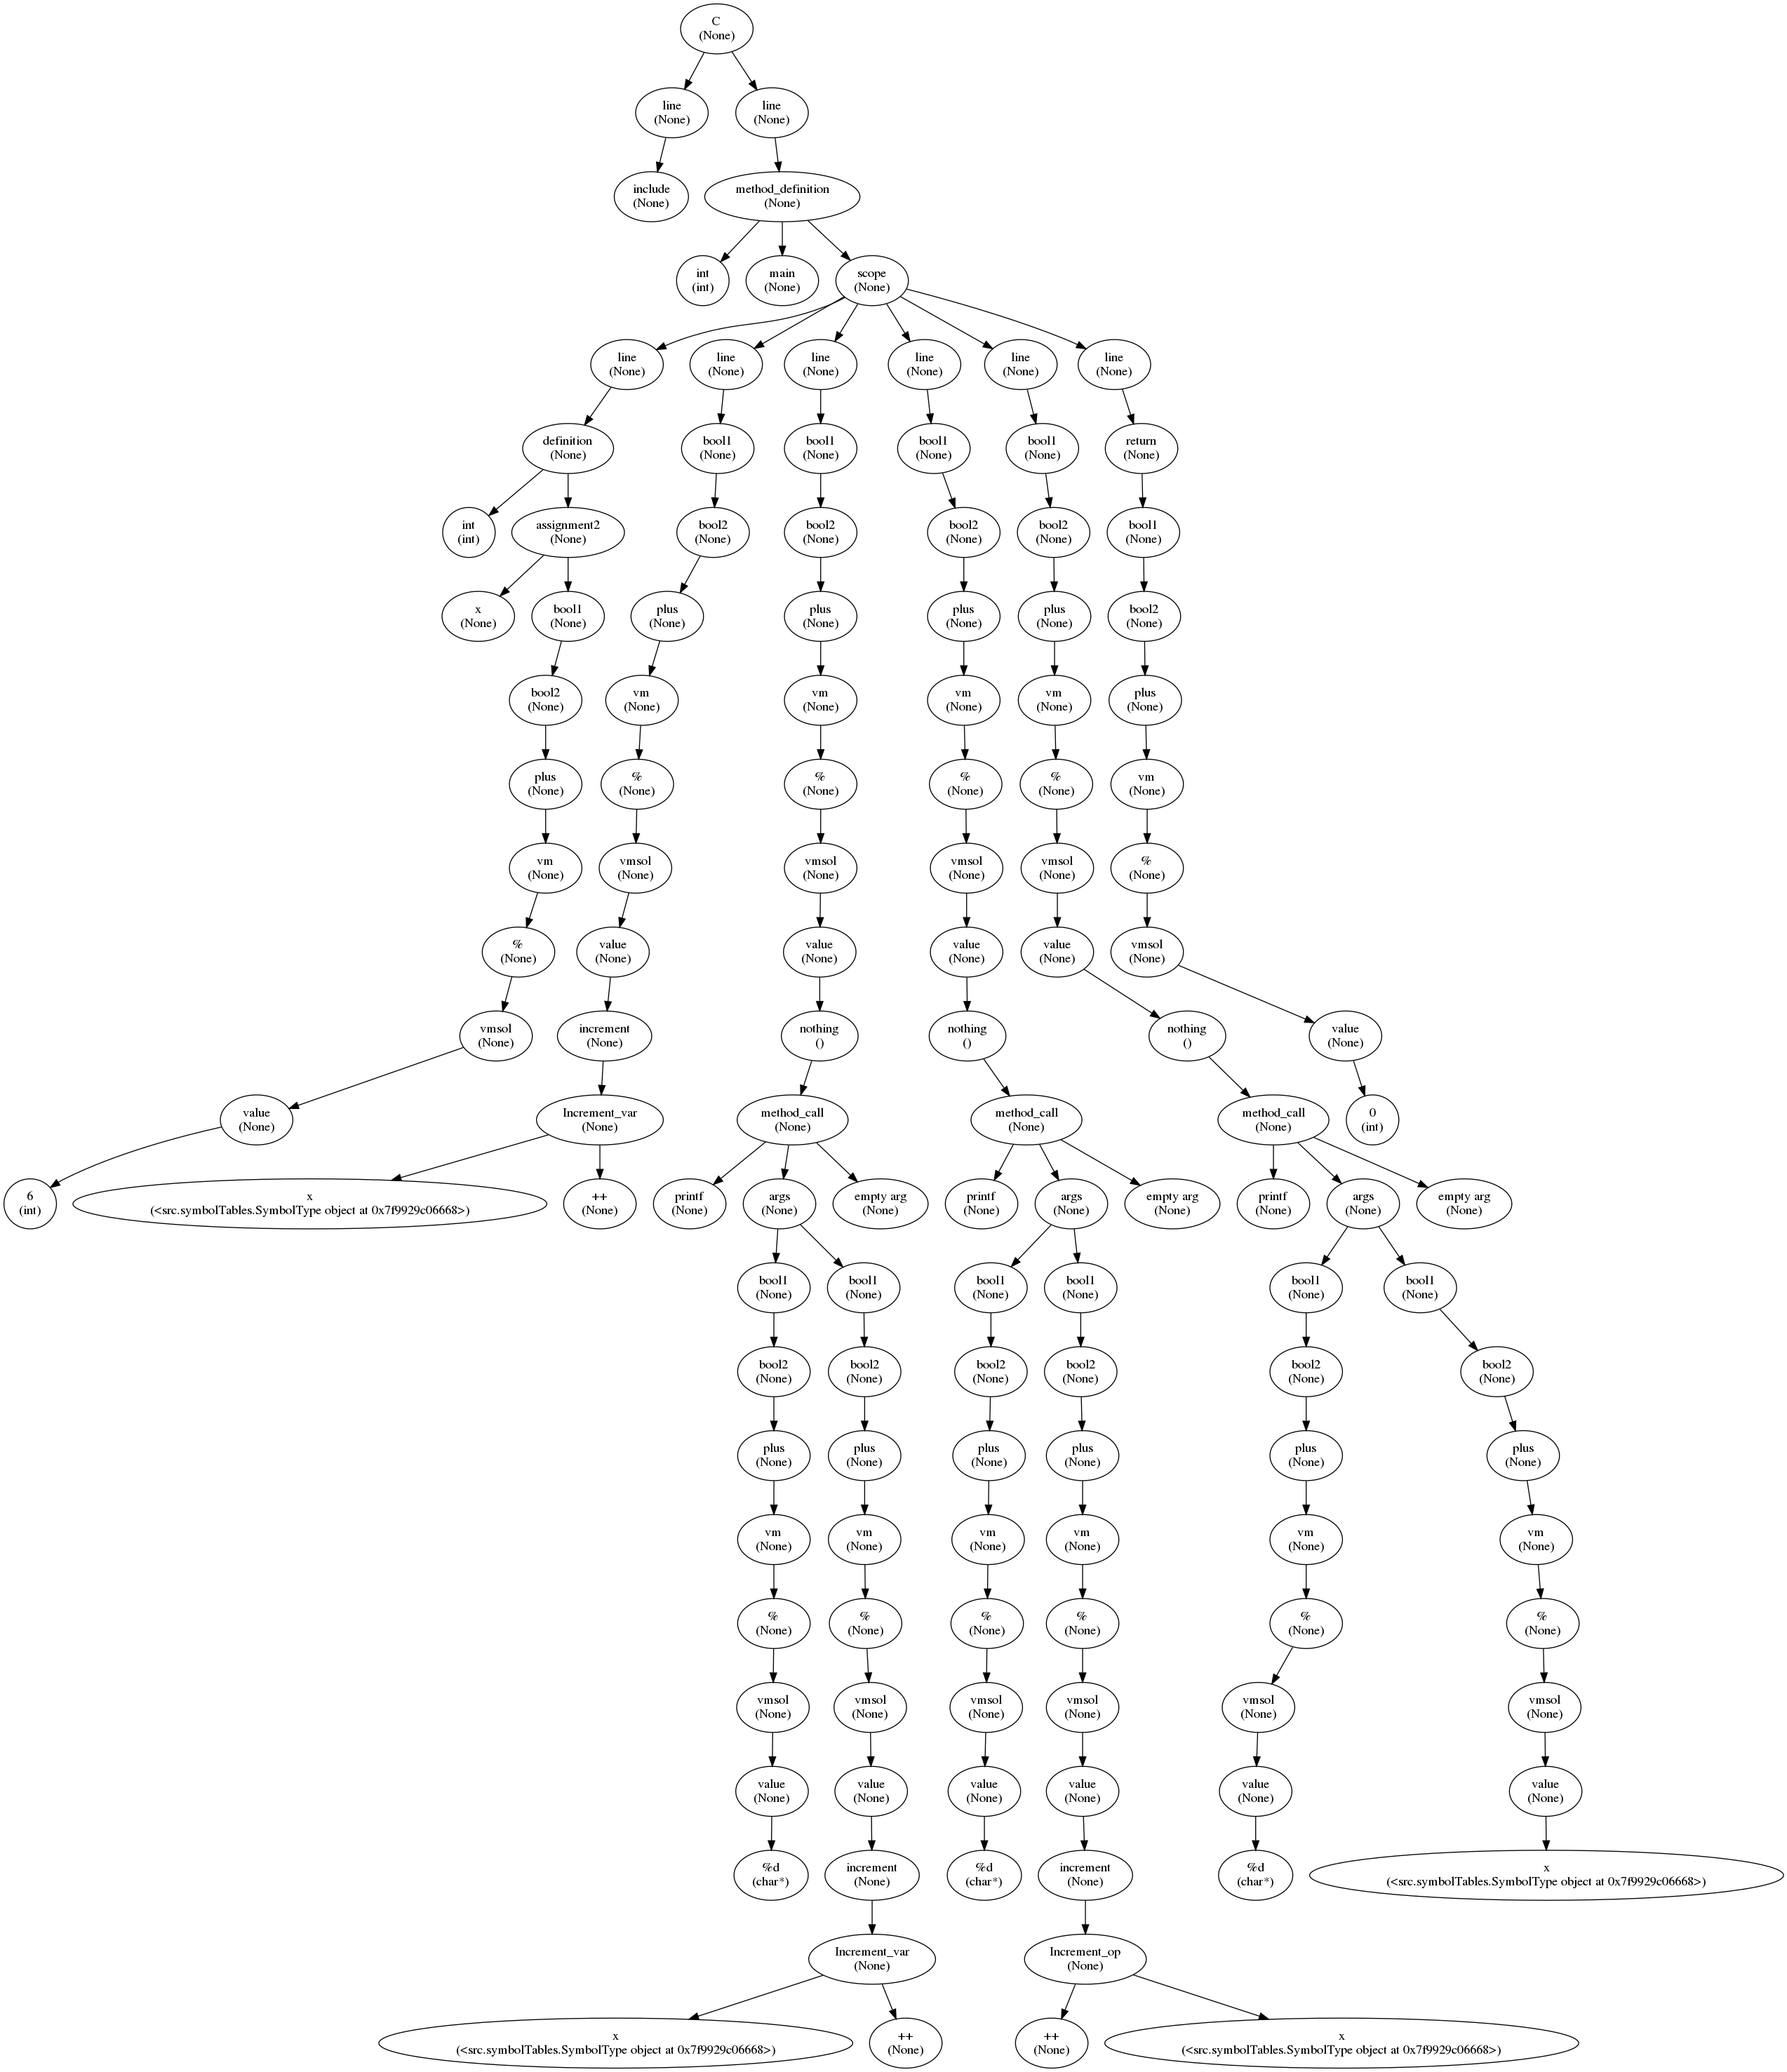 C
(None)
line line
(None) (None)
include method_definition
(None) (None)
int main scope
(int) (None) (None)
line line line line line line
(None) (None) (None) (None) (None) (None)
definition bool1 bool1 bool1 bool1 return
(None) (None) (None) (None) (None) (None)
int assignment2 bool2 bool2 bool2 bool2 bool1
(int) (None) (None) (None) (None) (None) (None)
x bool1 plus plus plus plus bool2
(None) (None) (None) (None) (None) (None) (None)
bool2 vm vm vm vm plus
(None) (None) (None) (None) (None) (None)
plus % % % % vm
(None) (None) (None) (None) (None) (None)
vm vmsol vmsol vmsol vmsol %
(None) (None) (None) (None) (None) (None)
% value value value value vmsol
(None) (None) (None) (None) (None) (None)
vmsol increment nothing nothing nothing value
(None) (None) () () () (None)
value Increment_var method_call method_call method_call 0
(None) (None) (None) (None) (None) (int)
6 x ++ printf args empty arg printf args empty arg printf args empty arg
(int) (<src.symbolTables.SymbolType object at 0x7f9929c06668>) (None) (None) (None) (None) (None) (None) (None) (None) (None) (None)
bool1 bool1 bool1 bool1 bool1 bool1
(None) (None) (None) (None) (None) (None)
bool2 bool2 bool2 bool2 bool2 bool2
(None) (None) (None) (None) (None) (None)
plus plus plus plus plus plus
(None) (None) (None) (None) (None) (None)
vm vm vm vm vm vm
(None) (None) (None) (None) (None) (None)
% % % % % %
(None) (None) (None) (None) (None) (None)
vmsol vmsol vmsol vmsol vmsol vmsol
(None) (None) (None) (None) (None) (None)
value value value value value value
(None) (None) (None) (None) (None) (None)
%d increment %d increment %d x
(char*) (None) (char*) (None) (char*) (<src.symbolTables.SymbolType object at 0x7f9929c06668>)
Increment_var Increment_op
(None) (None)
x ++ ++ x
(<src.symbolTables.SymbolType object at 0x7f9929c06668>) (None) (None) (<src.symbolTables.SymbolType object at 0x7f9929c06668>)